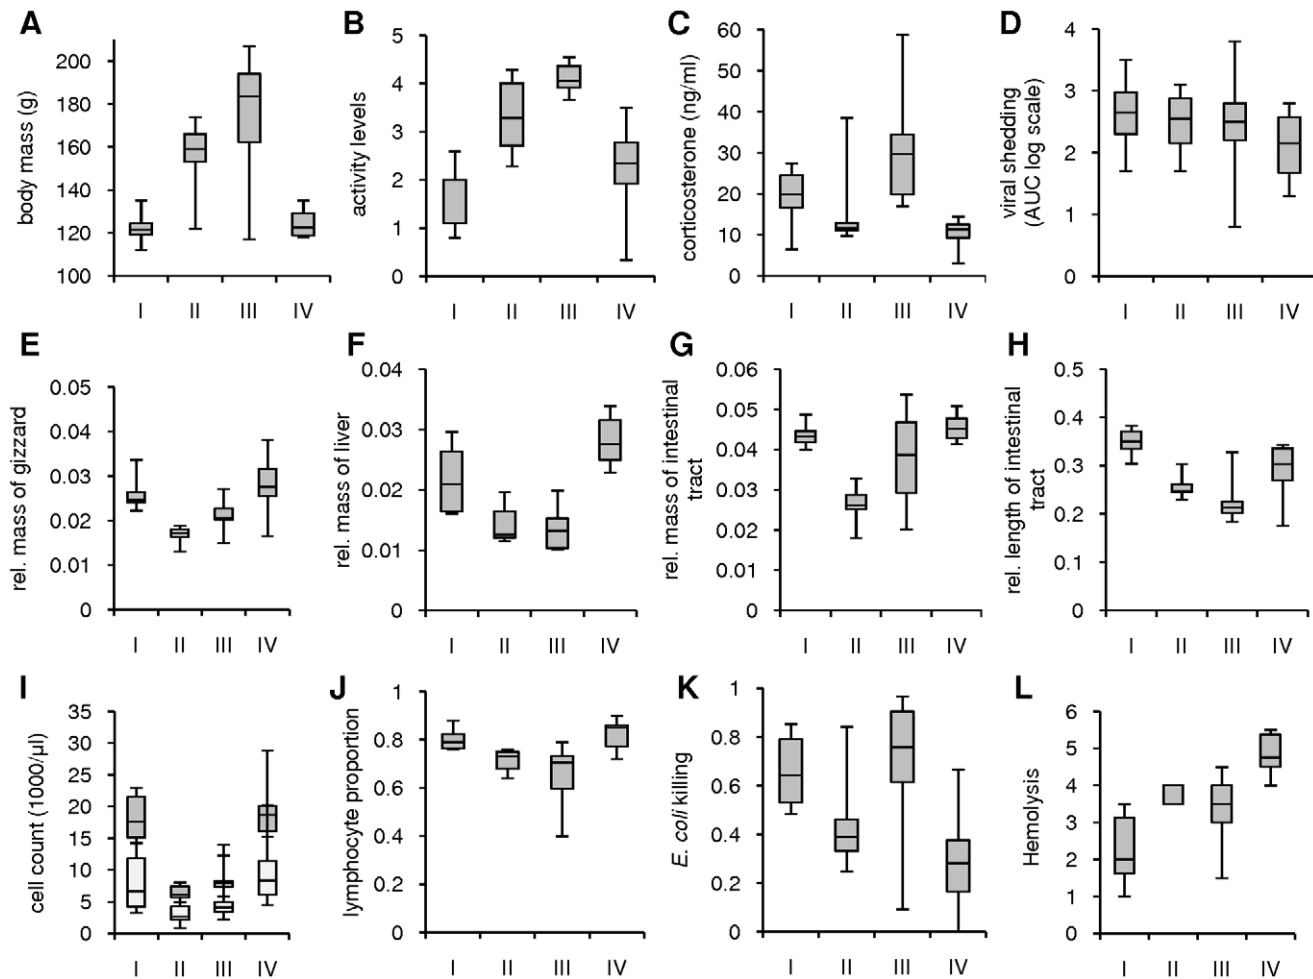 A
body mass (g)
200
180
160
140
120
100
I II III IV
B
activity levels
5
4
3
2
1
0
I II III IV
C
corticosterone (ng/ml)
60
50
40
30
20
10
0
I II III IV
D
viral shedding
(AUC log scale)
4
3
2
1
0
I II III IV
E
rel. mass of gizzard
0.05
0.04
0.03
0.02
0.01
0
I II III IV
F
rel. mass of liver
0.04
0.03
0.02
0.01
0
I II III IV
G
rel. mass of intestinal
tract
0.06
0.05
0.04
0.03
0.02
0.01
0
I II III IV
H
rel. length of intestinal
tract
0.5
0.4
0.3
0.2
0.1
0
I II III IV
I
cell count (1000/µl)
35
30
25
20
15
10
5
0
I II III IV
J
lymphocyte proportion
1
0.8
0.6
0.4
0.2
0
I II III IV
K
E. coli killing
1
0.8
0.6
0.4
0.2
0
I II III IV
L
Hemolysis
6
5
4
3
2
1
0
I II III IV